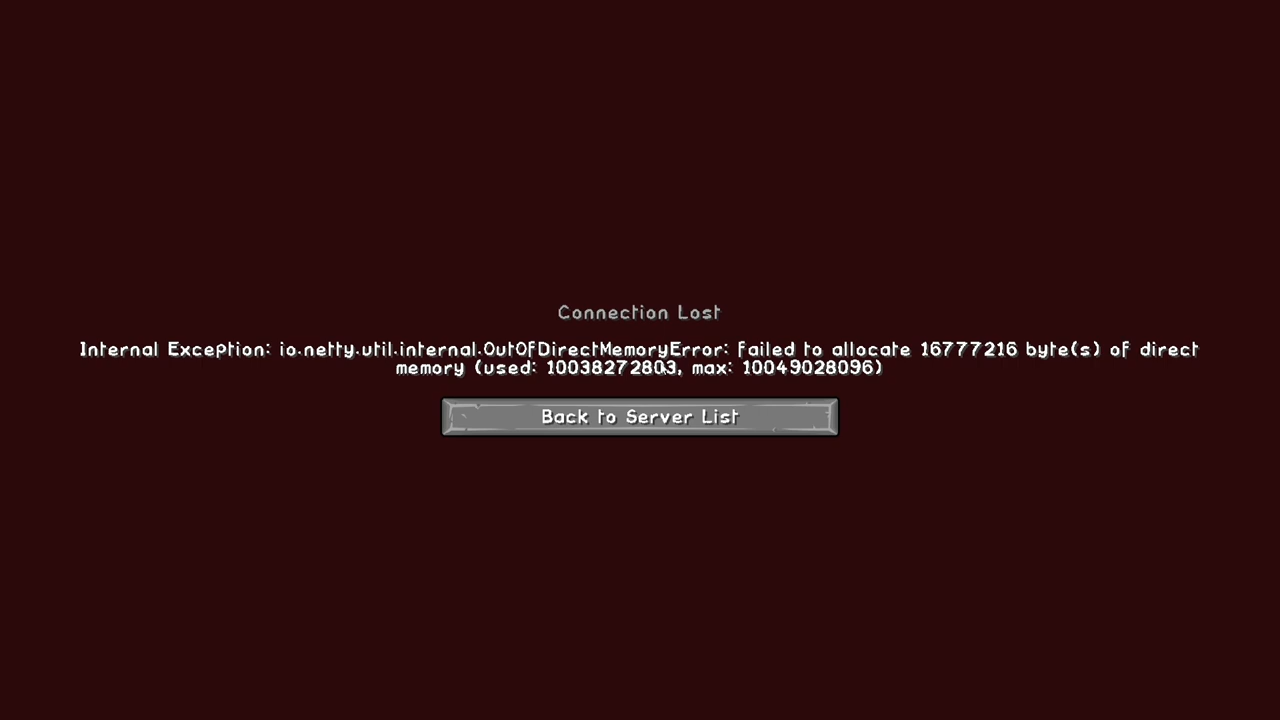 Connection Lost
Internal Exception: io.netty.util.internal.OutOfDirectMemoryError: failed to allocate 16777216 byte(s) of direct
memory (used: 10038272803, max: 10049028096)
Back to Server List